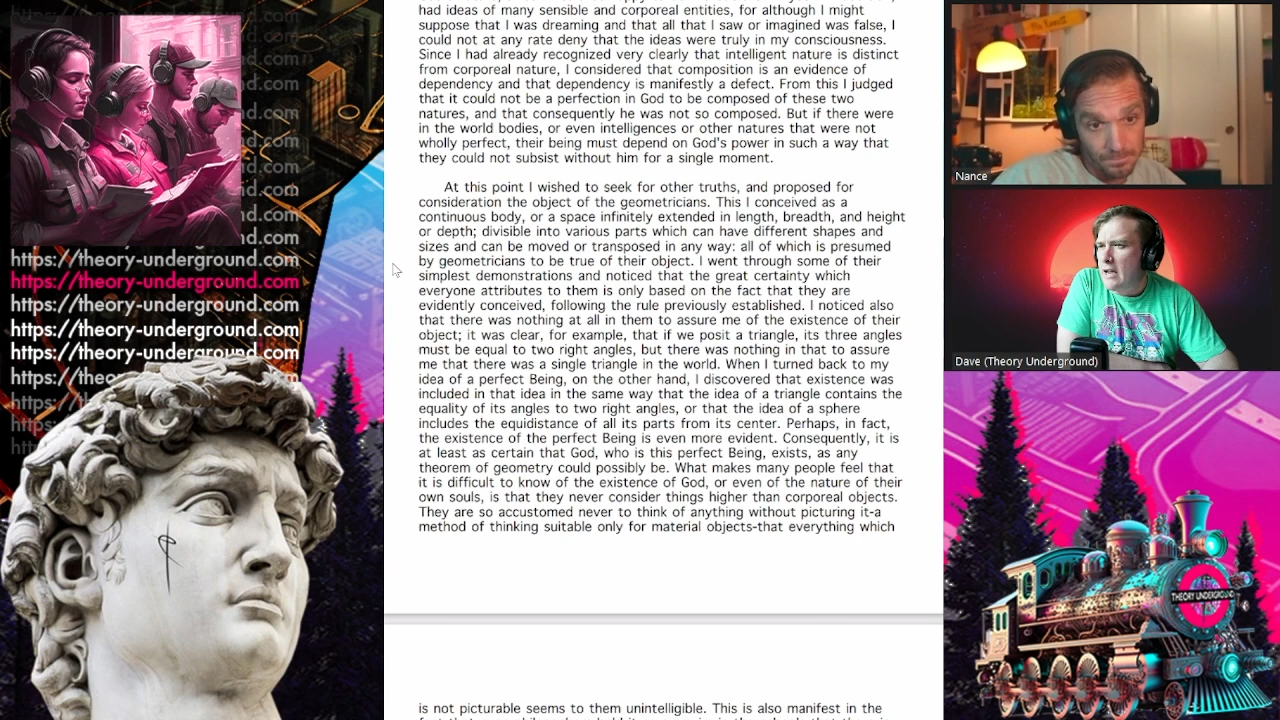 https://theory-underground.com
https://theory-underground.com
https://theory-underground.com
https://theory-underground.com
https://theory-underground.com
had ideas of many sensible and corporeal entities, for although I might
suppose that I was dreaming and that all that I saw or imagined was false, I
could not at any rate deny that the ideas were truly in my consciousness.
Since I had already recognized very clearly that intelligent nature is distinct
from corporeal nature, I considered that composition is an evidence of
dependency and that dependency is manifestly a defect. From this I judged
that it could not be a perfection in God to be composed of these two
natures, and that consequently he was not so composed. But if there were
in the world bodies, or even intelligences or other natures that were not
wholly perfect, their being must depend on God's power in such a way that
they could not subsist without him for a single moment.
At this point I wished to seek for other truths, and proposed for
consideration the object of the geometricians. This I conceived as a
continuous body, or a space infinitely extended in length, breadth, and height
or depth; divisible into various parts which can have different shapes and
sizes and can be moved or transposed in any way: all of which is presumed
by geometricians to be true of their object. I went through some of their
simplest demonstrations and noticed that the great certainty which
everyone attributes to them is only based on the fact that they are
evidently conceived, following the rule previously established. I noticed also
that there was nothing at all in them to assure me of the existence of their
object; it was clear, for example, that if we posit a triangle, its three angles
must be equal to two right angles, but there was nothing in that to assure
me that there was a single triangle in the world. When I turned back to my
idea of a perfect Being, on the other hand, I discovered that existence was
included in that idea in the same way that the idea of a triangle contains the
equality of its angles to two right angles, or that the idea of a sphere
includes the equidistance of all its parts from its center. Perhaps, in fact,
the existence of the perfect Being is even more evident. Consequently, it is
at least as certain that God, who is this perfect Being, exists, as any
theorem of geometry could possibly be. What makes many people feel that
it is difficult to know of the existence of God, or even of the nature of their
own souls, is that they never consider things higher than corporeal objects.
They are so accustomed never to think of anything without picturing it-a
method of thinking suitable only for material objects-that everything which
is not picturable seems to them unintelligible. This is also manifest in the
Nance
Dave (Theory Underground)
THEORY UNDERGROUND